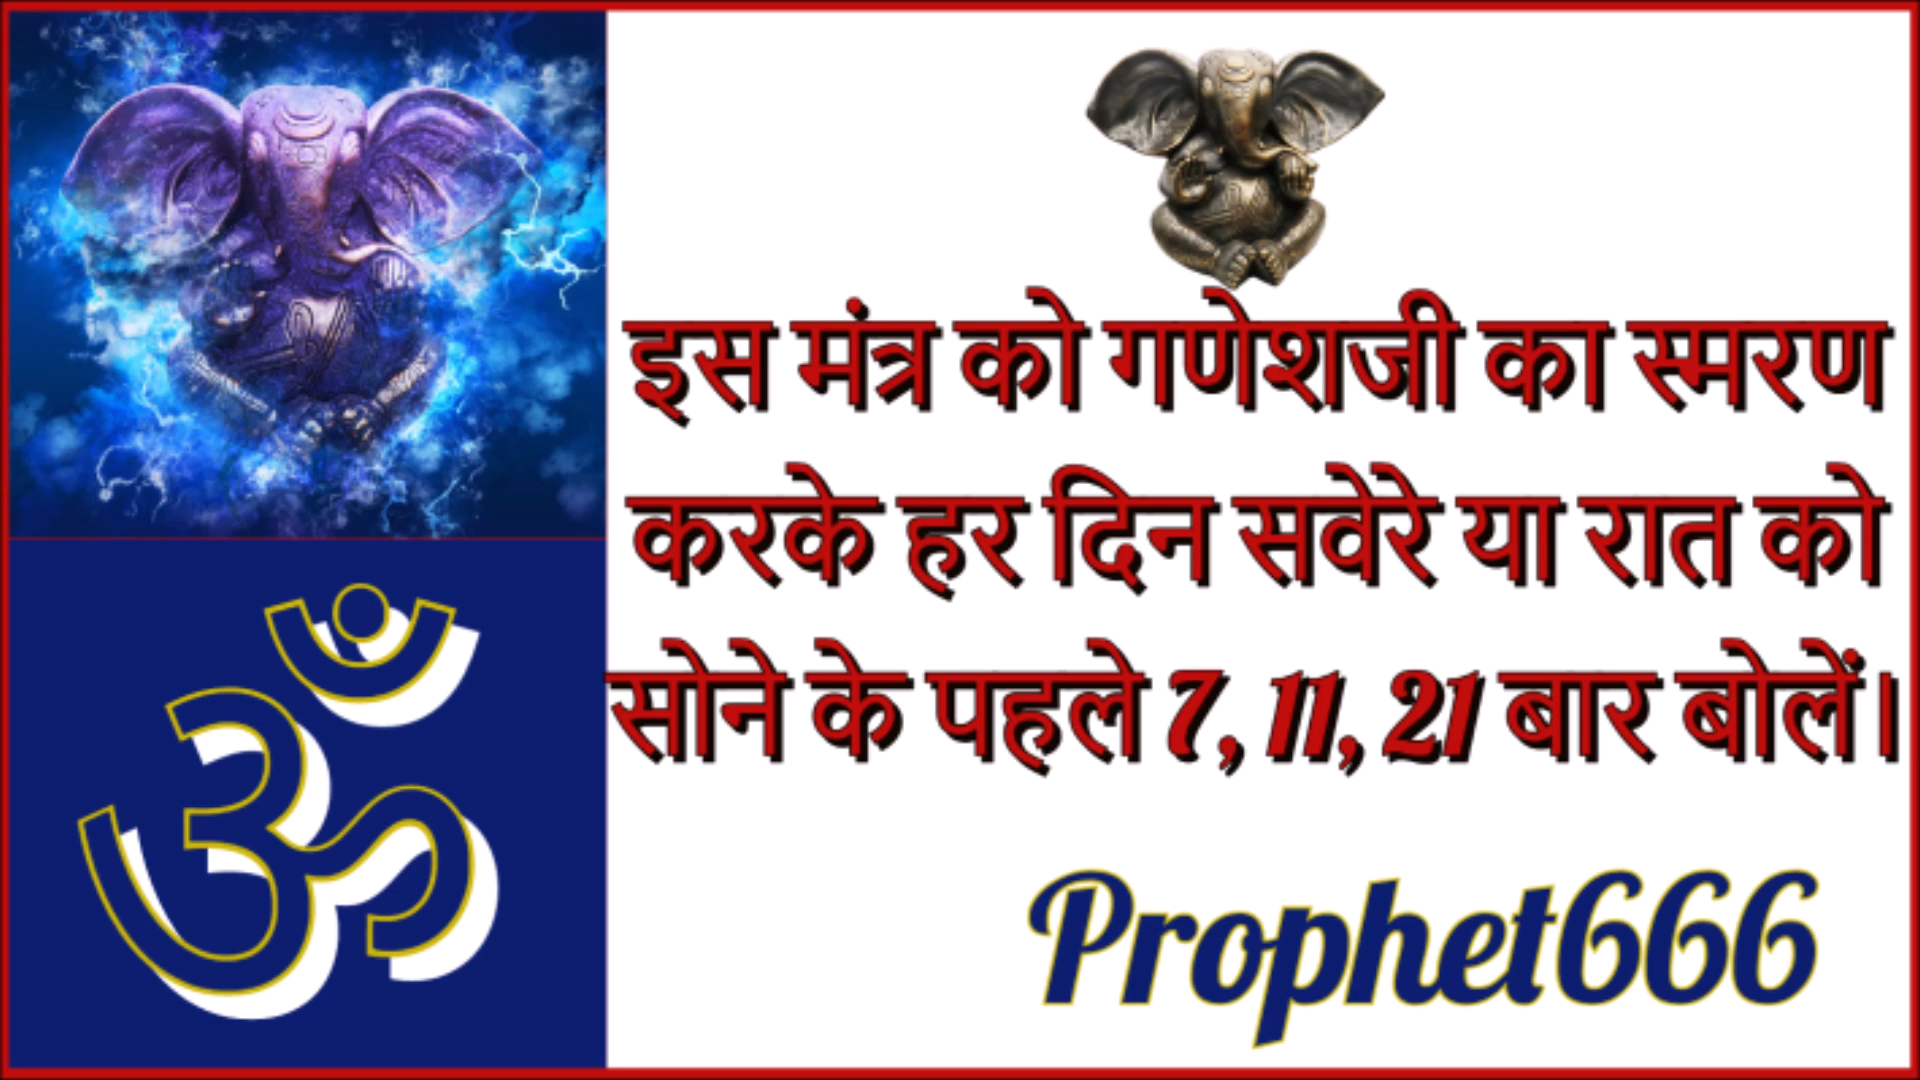 इस मंत्र को गणेशजी का स्मरण
करके हर दिन सवेरे या रात को
सोने के पहले 7, 11, 21 बार बोलें।
Prophet666
ॐ